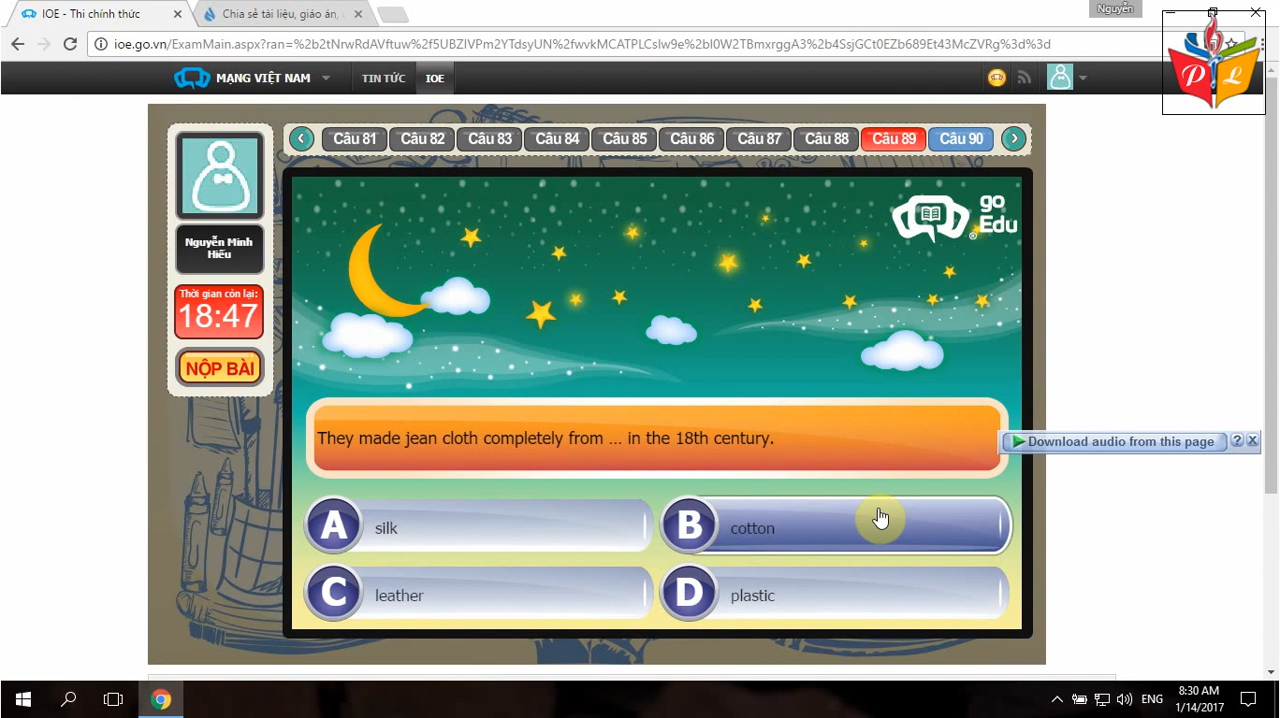 IOE - Thi chính thức
Chia sẻ tài liệu, giáo án,
Nguyễn
ioe.go.vn/ExamMain.aspx?ran=%2b2tNrwRdAVftuw%2f5UBZIVPm2YdsyUN%2fwvkMCATPLCslw9e%2bl0W2TBmxrggA3%2b4SsjGCt0EZb689Et43McZVRg%3d%3d
P L
MẠNG VIỆT NAM
TIN TỨC
IOE
Câu 81
Câu 82
Câu 83
Câu 84
Câu 85
Câu 86
Câu 87
Câu 88
Câu 89
Câu 90
go
Edu
Nguyễn Minh
Hiếu
Thời gian còn lại:
18:47
NỘP BÀI
They made jean cloth completely from ... in the 18th century.
Download audio from this page
A silk
B cotton
C leather
D plastic
ENG
8:30 AM
1/14/2017